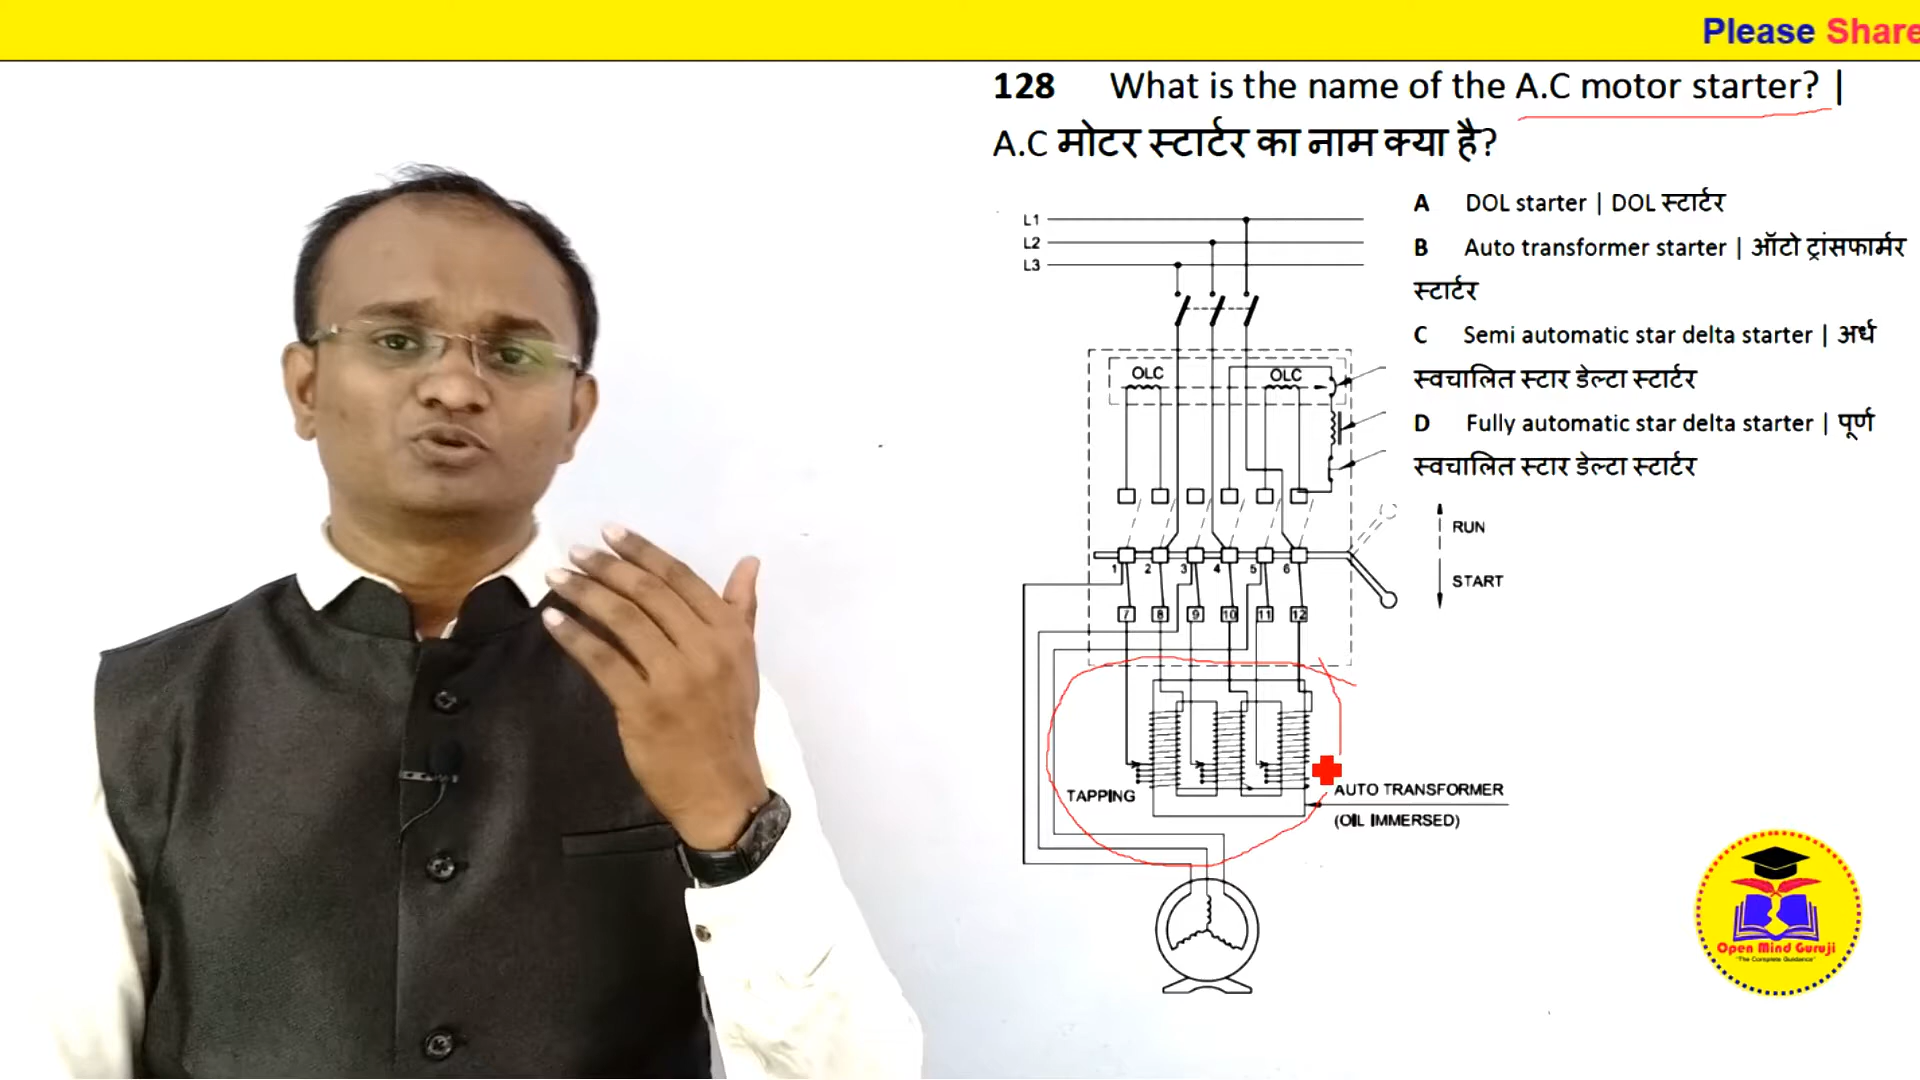 Please Share
128 What is the name of the A.C motor starter? |
A.C मोटर स्टार्टर का नाम क्या है?
A DOL starter | DOL स्टार्टर
B Auto transformer starter | ऑटो ट्रांसफार्मर
स्टार्टर
C Semi automatic star delta starter | अर्ध
स्वचालित स्टार डेल्टा स्टार्टर
D Fully automatic star delta starter | पूर्ण
स्वचालित स्टार डेल्टा स्टार्टर
L1
L2
L3
OLC OLC
RUN
START
1 2 3 4 5 6
7 8 9 10 11 12
TAPPING
AUTO TRANSFORMER
(OIL IMMERSED)
Open Mind Guruji
"The Complete Guidance"